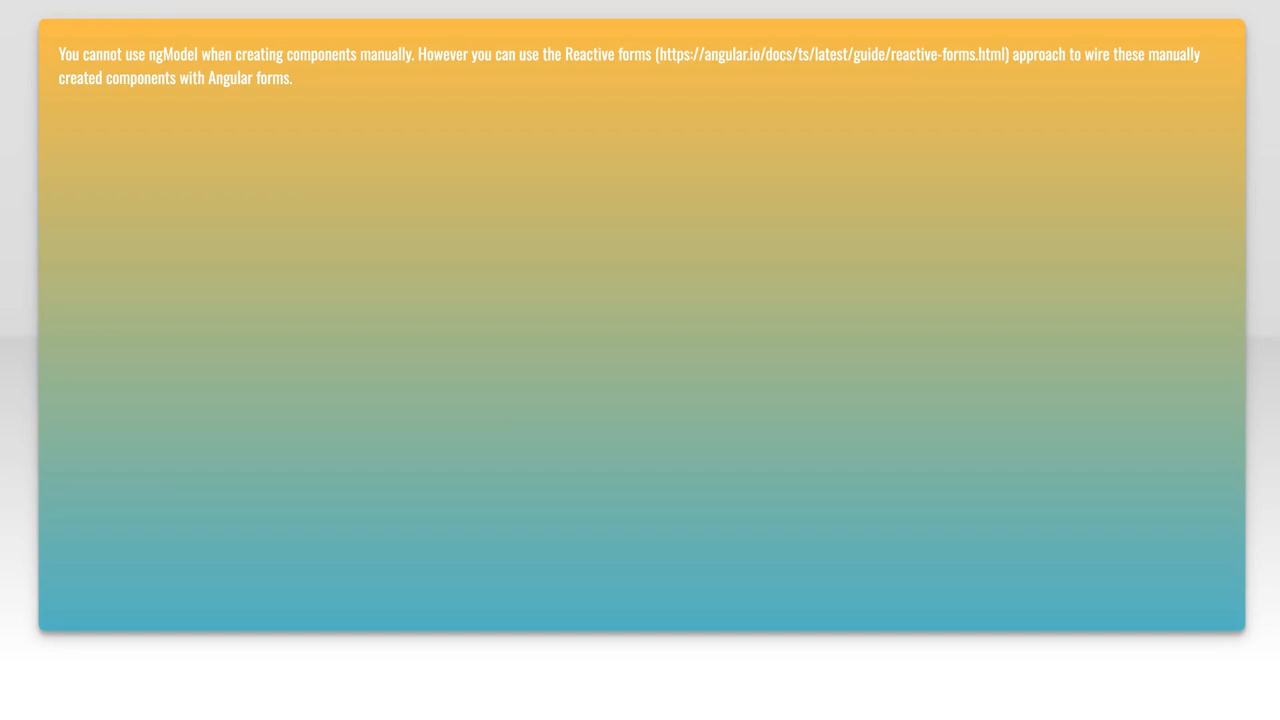 You cannot use ngModel when creating components manually. However you can use the Reactive forms (https://angular.io/docs/ts/latest/guide/reactive-forms.html) approach to wire these manually
created components with Angular forms.